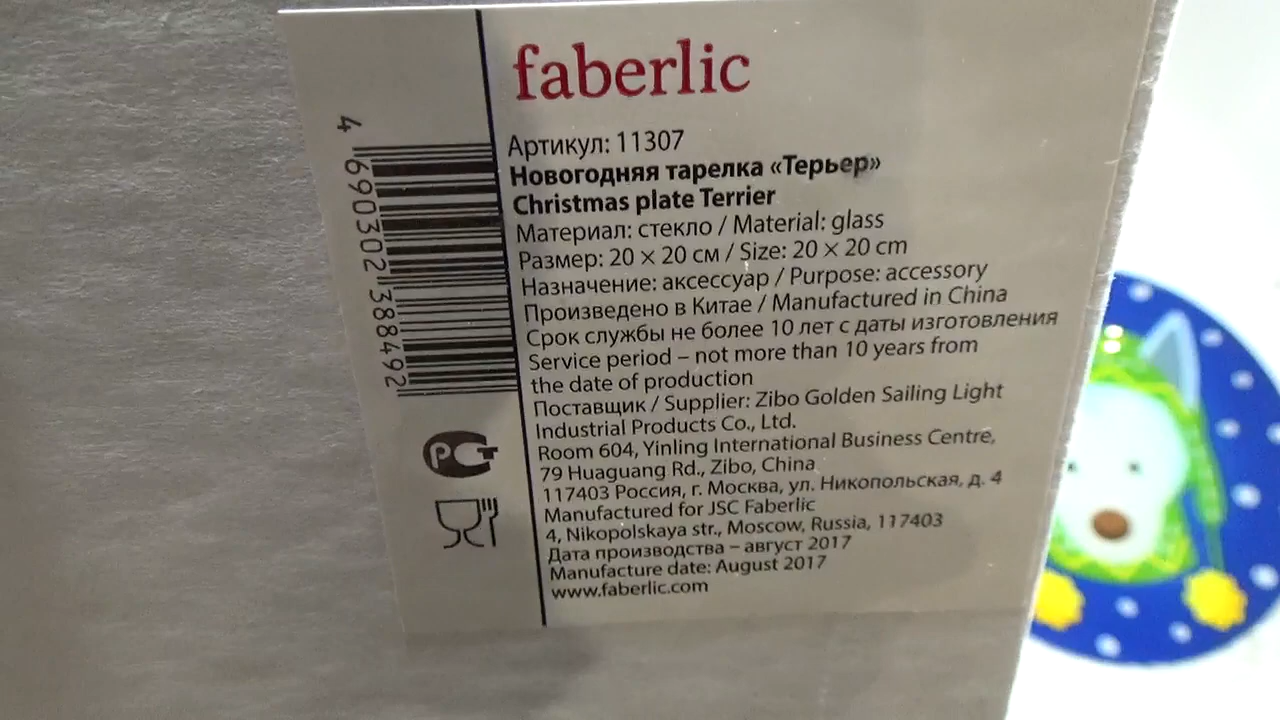 faberlic
Артикул: 11307
Новогодняя тарелка «Терьер»
Christmas plate Terrier
Материал: стекло / Material: glass
Размер: 20 × 20 см / Size: 20 × 20 cm
Назначение: аксессуар / Purpose: accessory
Произведено в Китае / Manufactured in China
Срок службы не более 10 лет с даты изготовления
Service period – not more than 10 years from
the date of production
Поставщик / Supplier: Zibo Golden Sailing Light
Industrial Products Co., Ltd.
Room 604, Yinling International Business Centre,
79 Huaguang Rd., Zibo, China
117403 Россия, г. Москва, ул. Никопольская, д. 4
Manufactured for JSC Faberlic
4, Nikopolskaya str., Moscow, Russia, 117403
Дата производства – август 2017
Manufacture date: August 2017
www.faberlic.com
4 690302 388492
РСТ